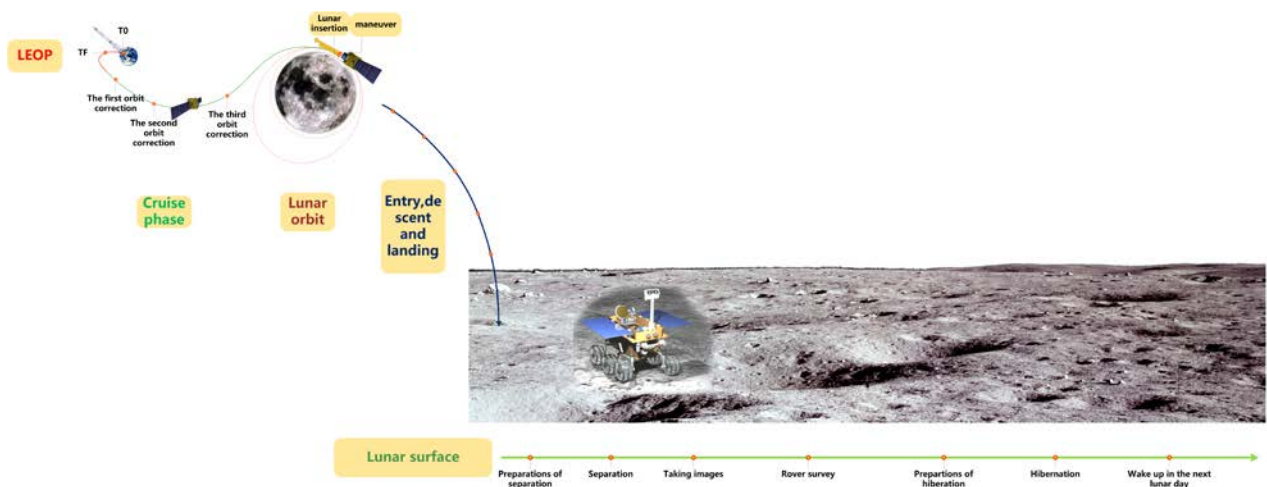 T0
LEOP
TF
The first orbit
correction
The second
orbit
correction
The third
orbit
correction
Lunar
insertion
maneuver
Cruise
phase
Lunar
orbit
Entry,de
scent
and
landing
Lunar surface
Preparations of
separation
Separation
Taking images
Rover survey
Prepartions of
hiberation
Hibernation
Wake up in the next
lunar day